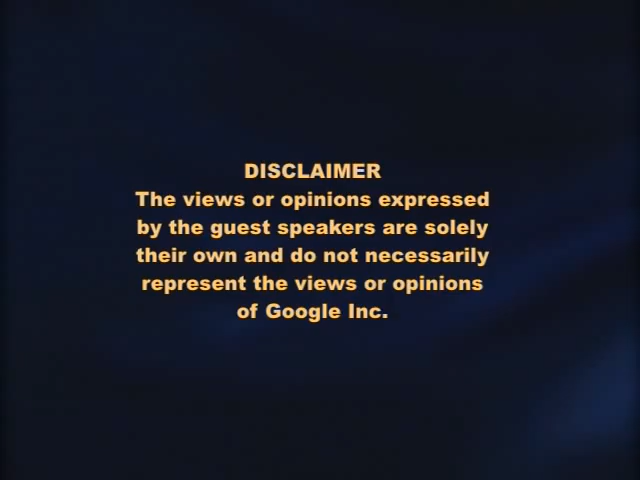 DISCLAIMER
The views or opinions expressed
by the guest speakers are solely
their own and do not necessarily
represent the views or opinions
of Google Inc.